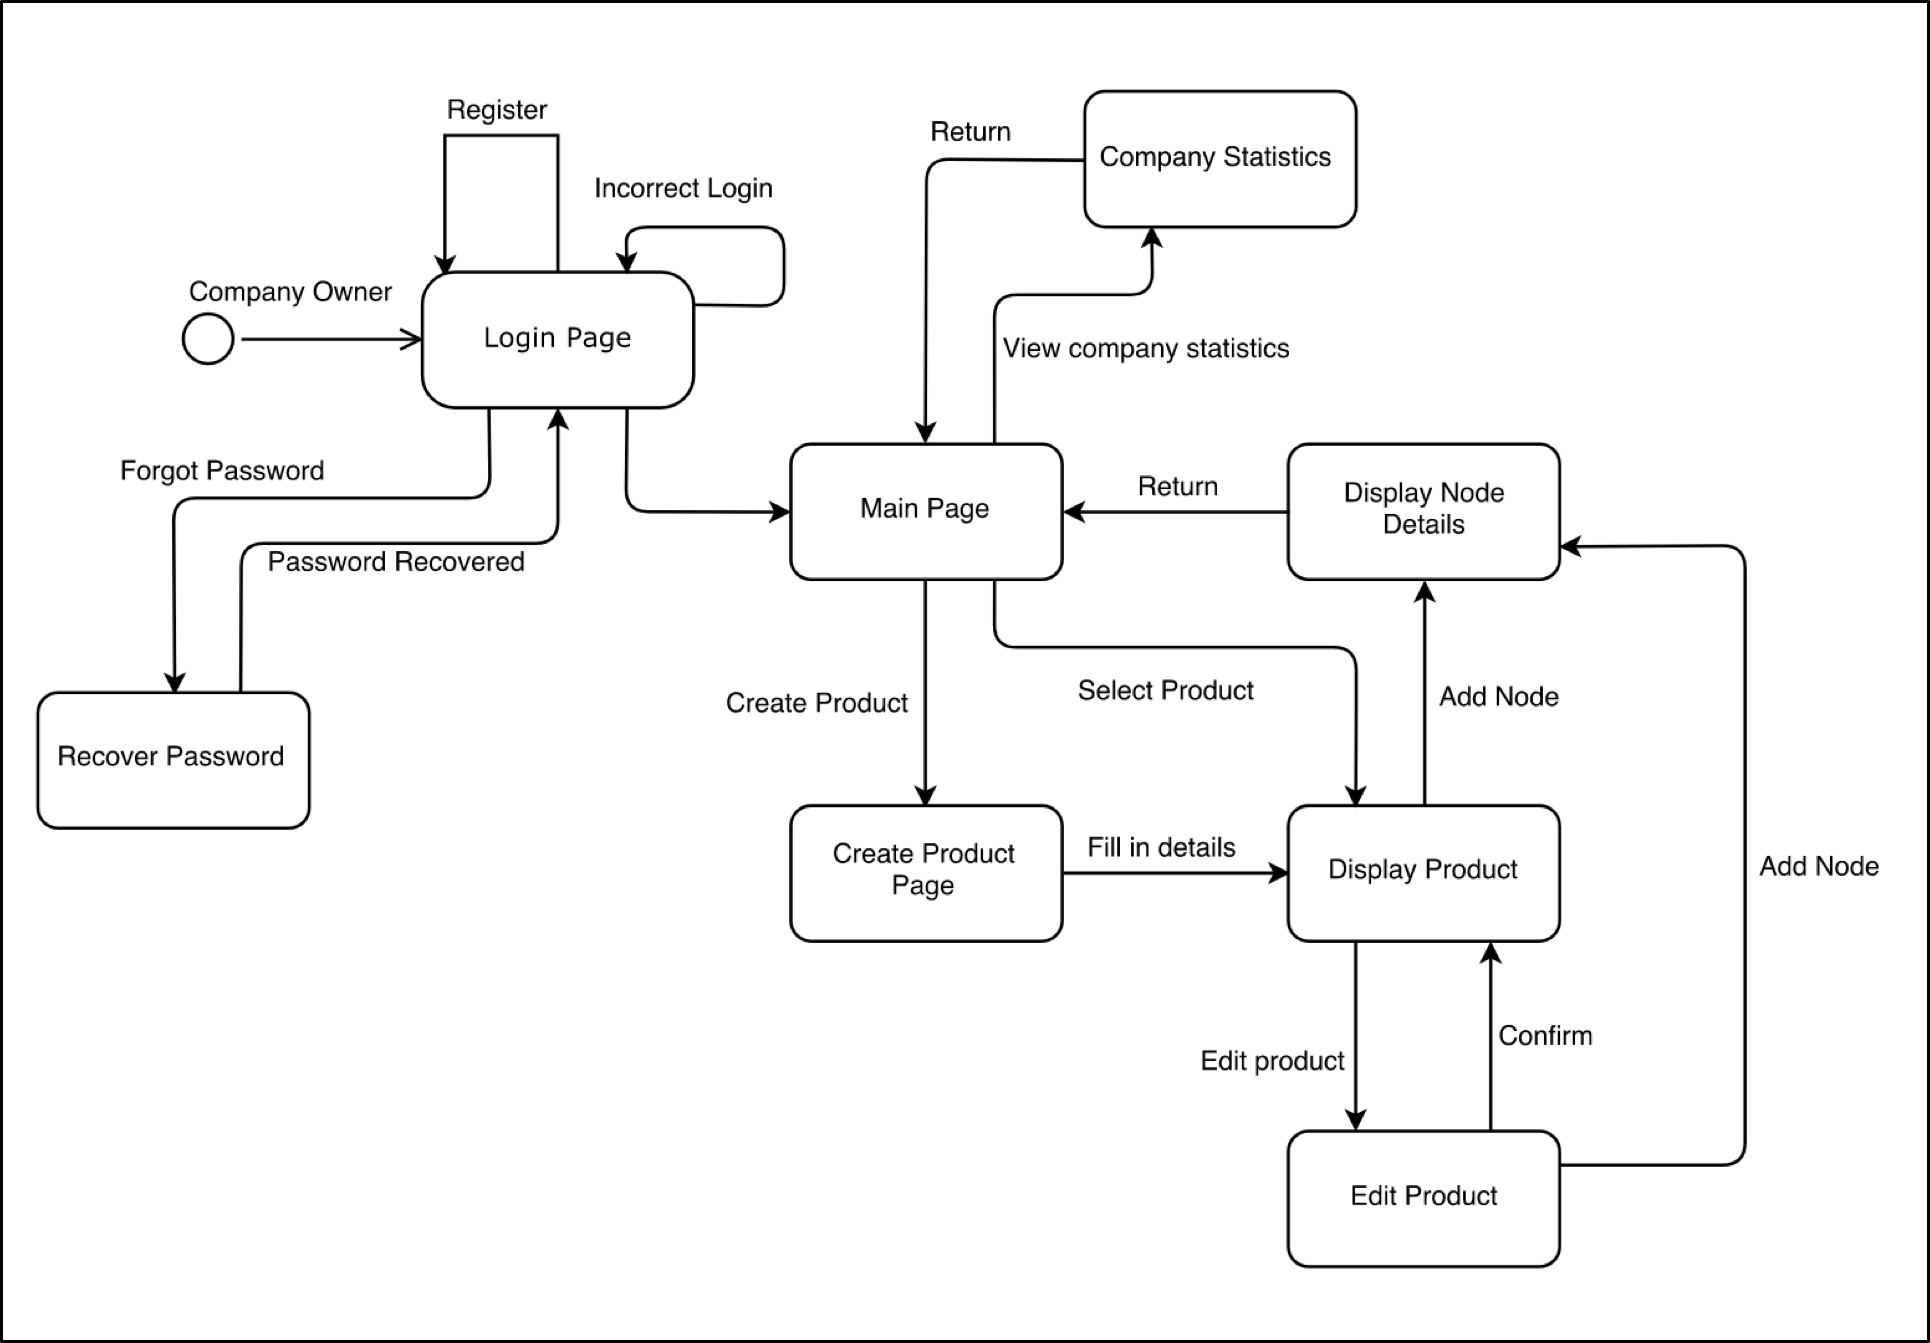 Register
Incorrect Login
Company Owner
Login Page
Forgot Password
Password Recovered
Recover Password
Return
Company Statistics
View company statistics
Main Page
Return
Display Node
Details
Create Product
Select Product
Add Node
Create Product
Page
Fill in details
Display Product
Add Node
Edit product
Confirm
Edit Product